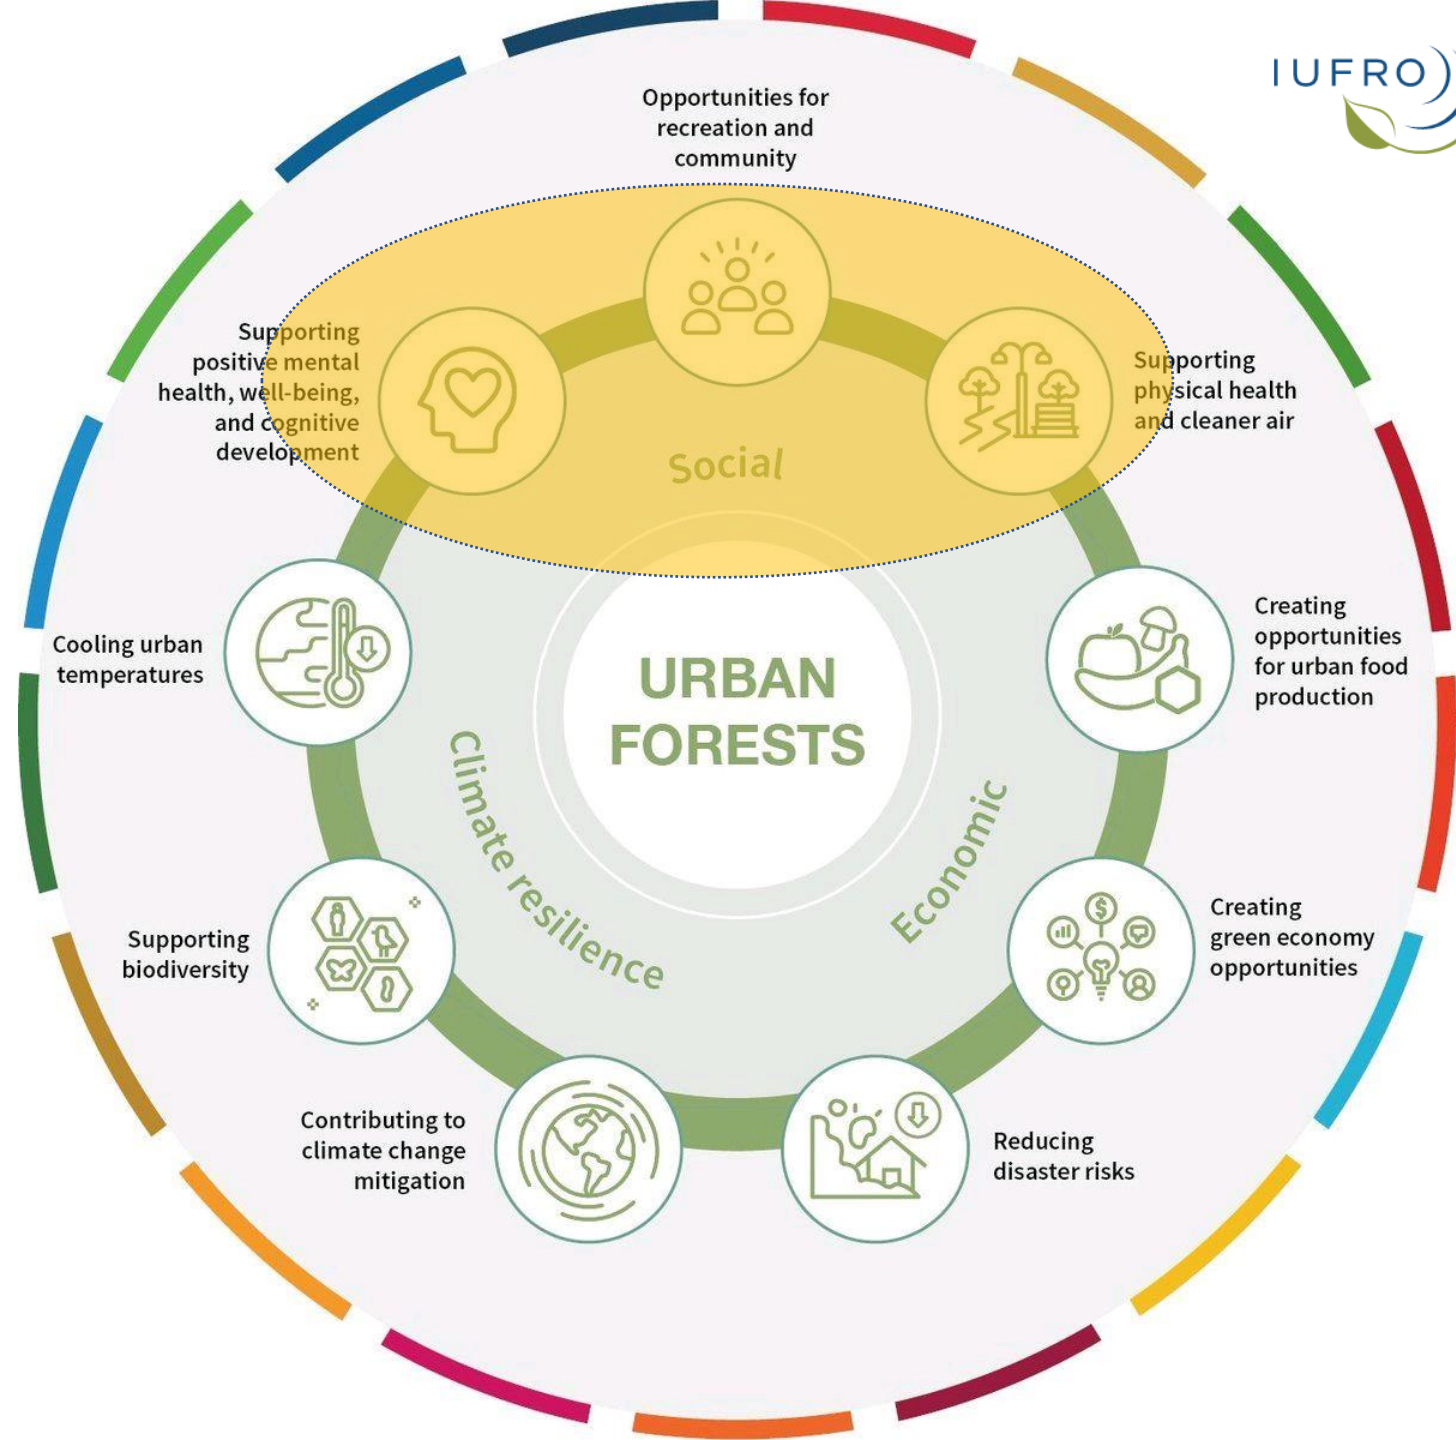 IUFRO
Opportunities for
recreation and
community
Supporting
positive mental
health, well-being,
and cognitive
development
Supporting
physical health
and cleaner air
Social
Cooling urban
temperatures
Creating
opportunities
for urban food
production
URBAN
FORESTS
Climate resilience
Economic
Supporting
biodiversity
Creating
green economy
opportunities
$
Contributing to
climate change
mitigation
Reducing
disaster risks